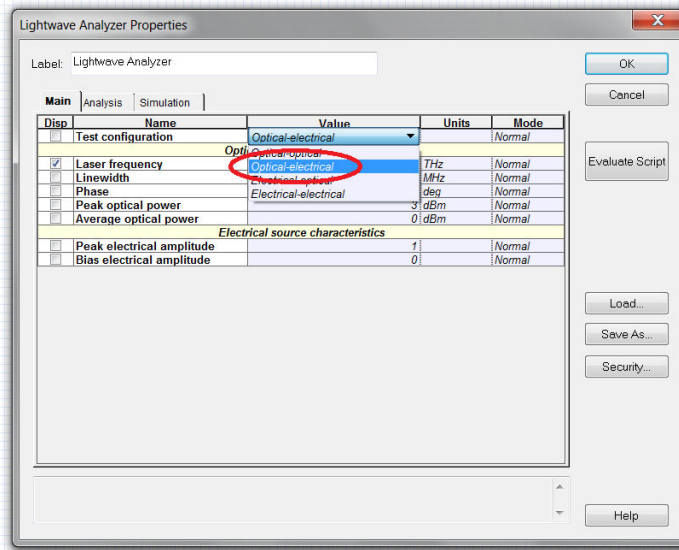 Lightwave Analyzer Properties
Label: Lightwave Analyzer
OK
Cancel
Main Analysis Simulation
Disp Name Value Units Mode
Test configuration Optical-electrical Normal
Optical-optical
Laser frequency Optical-electrical THz Normal
Evaluate Script
Linewidth Electrical-optical MHz Normal
Phase Electrical-electrical deg Normal
Peak optical power 3 dBm Normal
Average optical power 0 dBm Normal
Electrical source characteristics
Peak electrical amplitude 1 Normal
Bias electrical amplitude 0 Normal
Load...
Save As...
Security...
Help